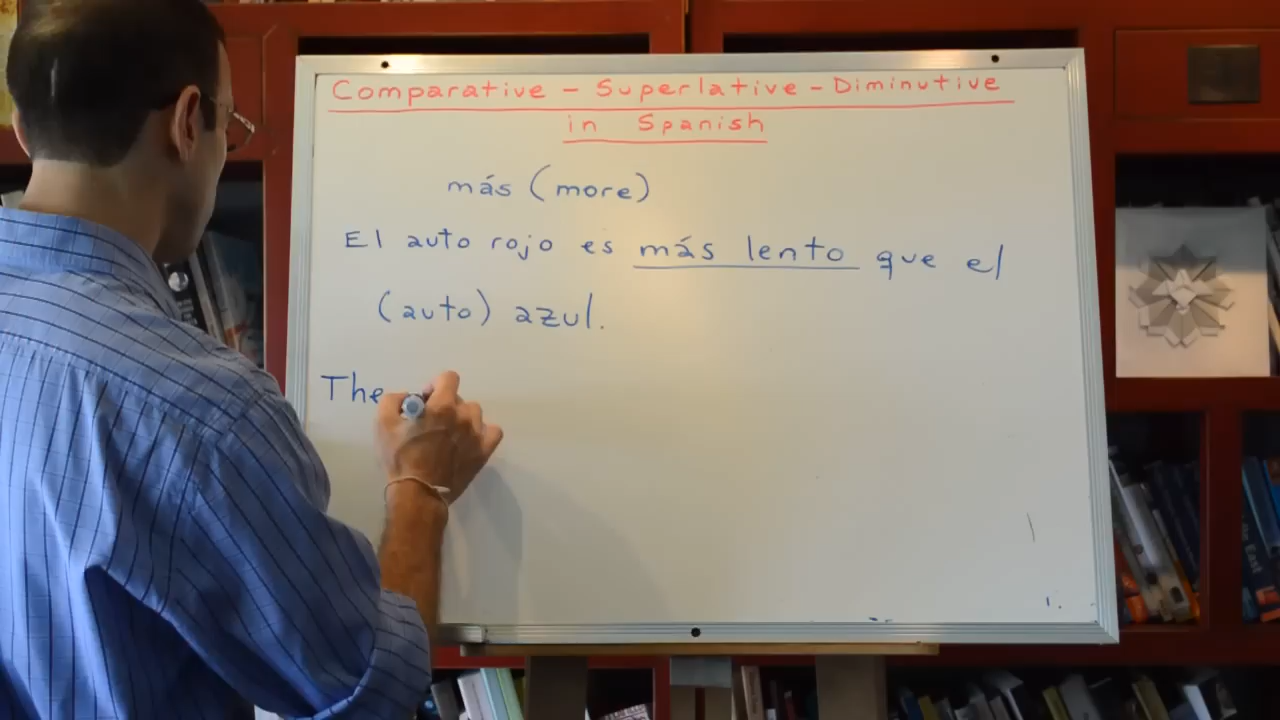 Comparative - Superlative - Diminutive
in Spanish
más (more)
El auto rojo es más lento que el
(auto) azul.
The